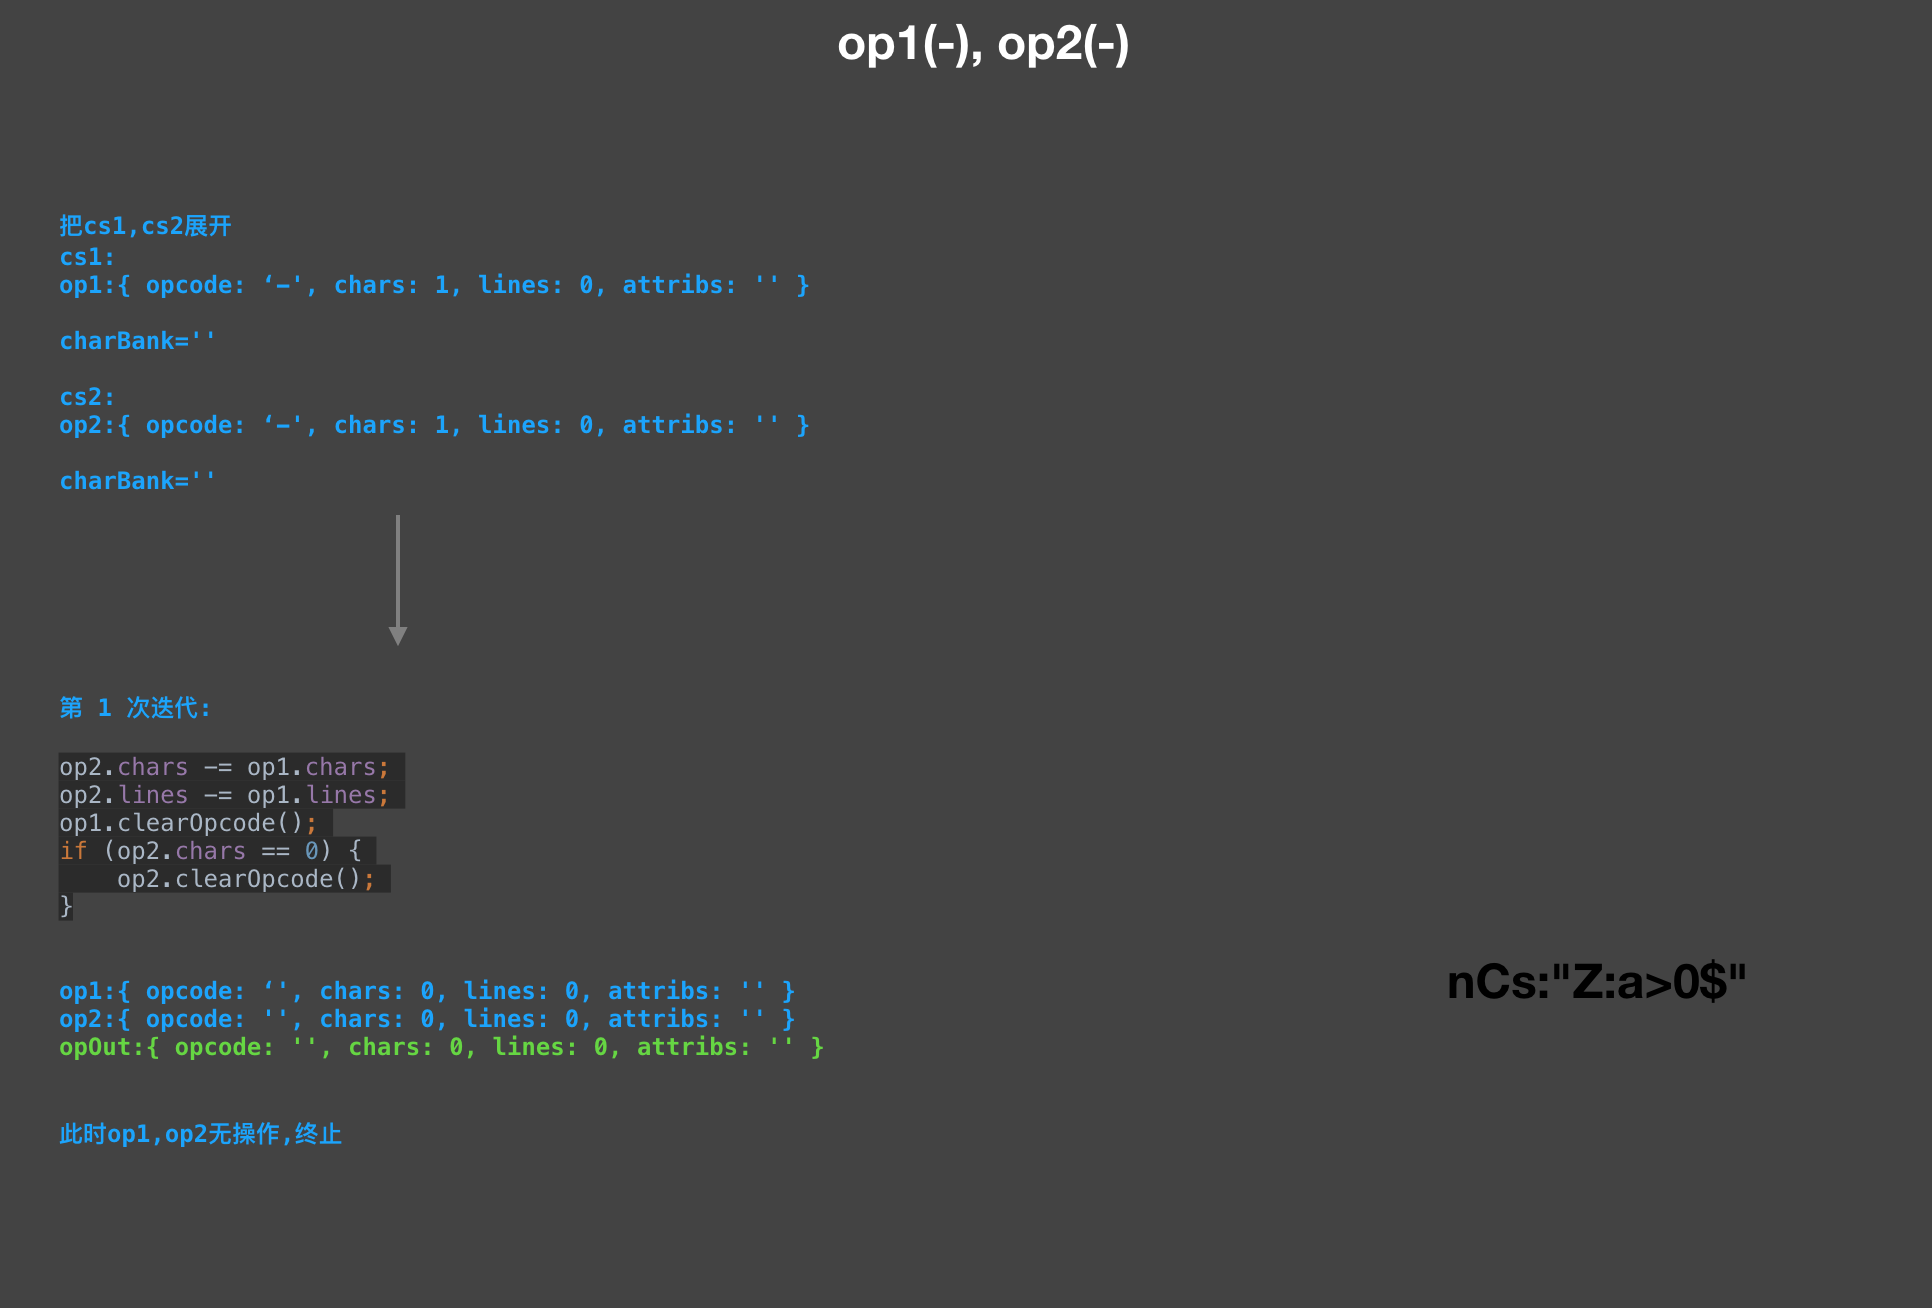 op1(-), op2(-)
把cs1,cs2展开
cs1:
op1:{ opcode: ‘—', chars: 1, lines: 0, attribs: '' }
charBank=''
cs2:
op2:{ opcode: ‘—', chars: 1, lines: 0, attribs: '' }
charBank=''
第 1 次迭代:
op2.chars -= op1.chars;
op2.lines -= op1.lines;
op1.clearOpcode();
if (op2.chars == 0) {
    op2.clearOpcode();
}
op1:{ opcode: ‘', chars: 0, lines: 0, attribs: '' }
op2:{ opcode: '', chars: 0, lines: 0, attribs: '' }
opOut:{ opcode: '', chars: 0, lines: 0, attribs: '' }
nCs:"Z:a>0$"
此时op1,op2无操作,终止